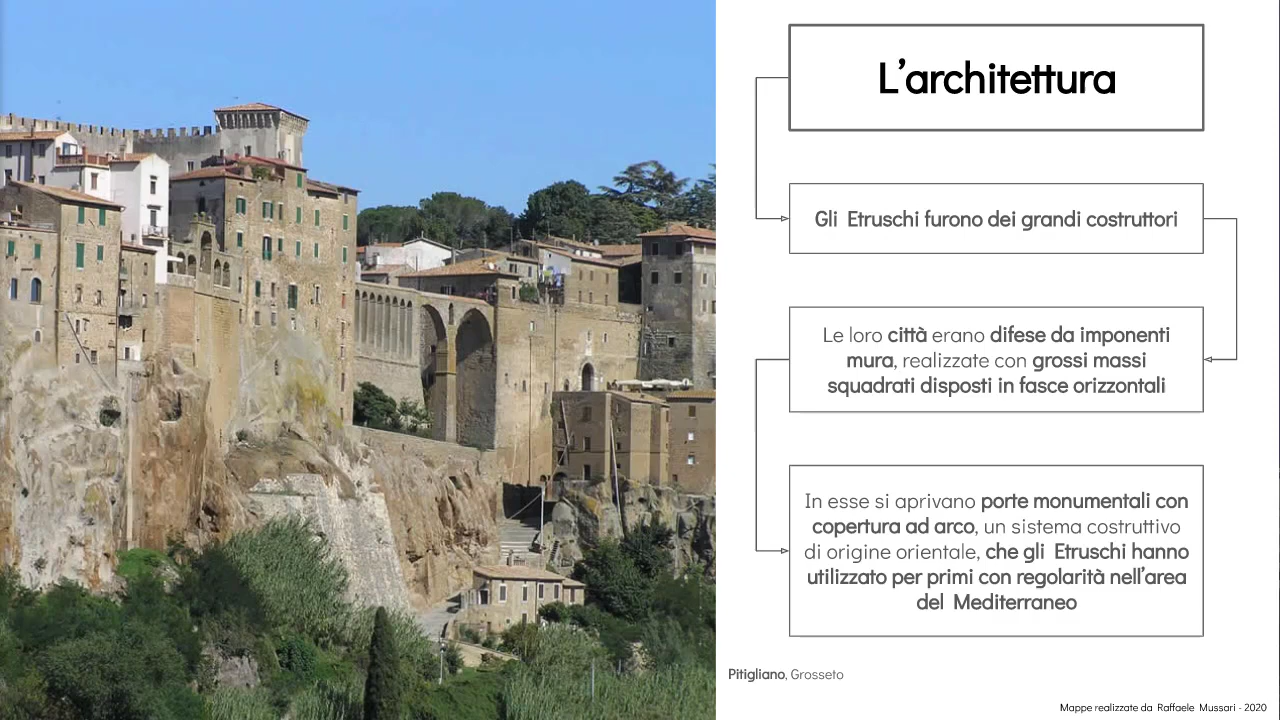 L’architettura
Gli Etruschi furono dei grandi costruttori
Le loro città erano difese da imponenti
mura, realizzate con grossi massi
squadrati disposti in fasce orizzontali
In esse si aprivano porte monumentali con
copertura ad arco, un sistema costruttivo
di origine orientale, che gli Etruschi hanno
utilizzato per primi con regolarità nell’area
del Mediterraneo
Pitigliano, Grosseto
Mappe realizzate da Raffaele Mussari - 2020